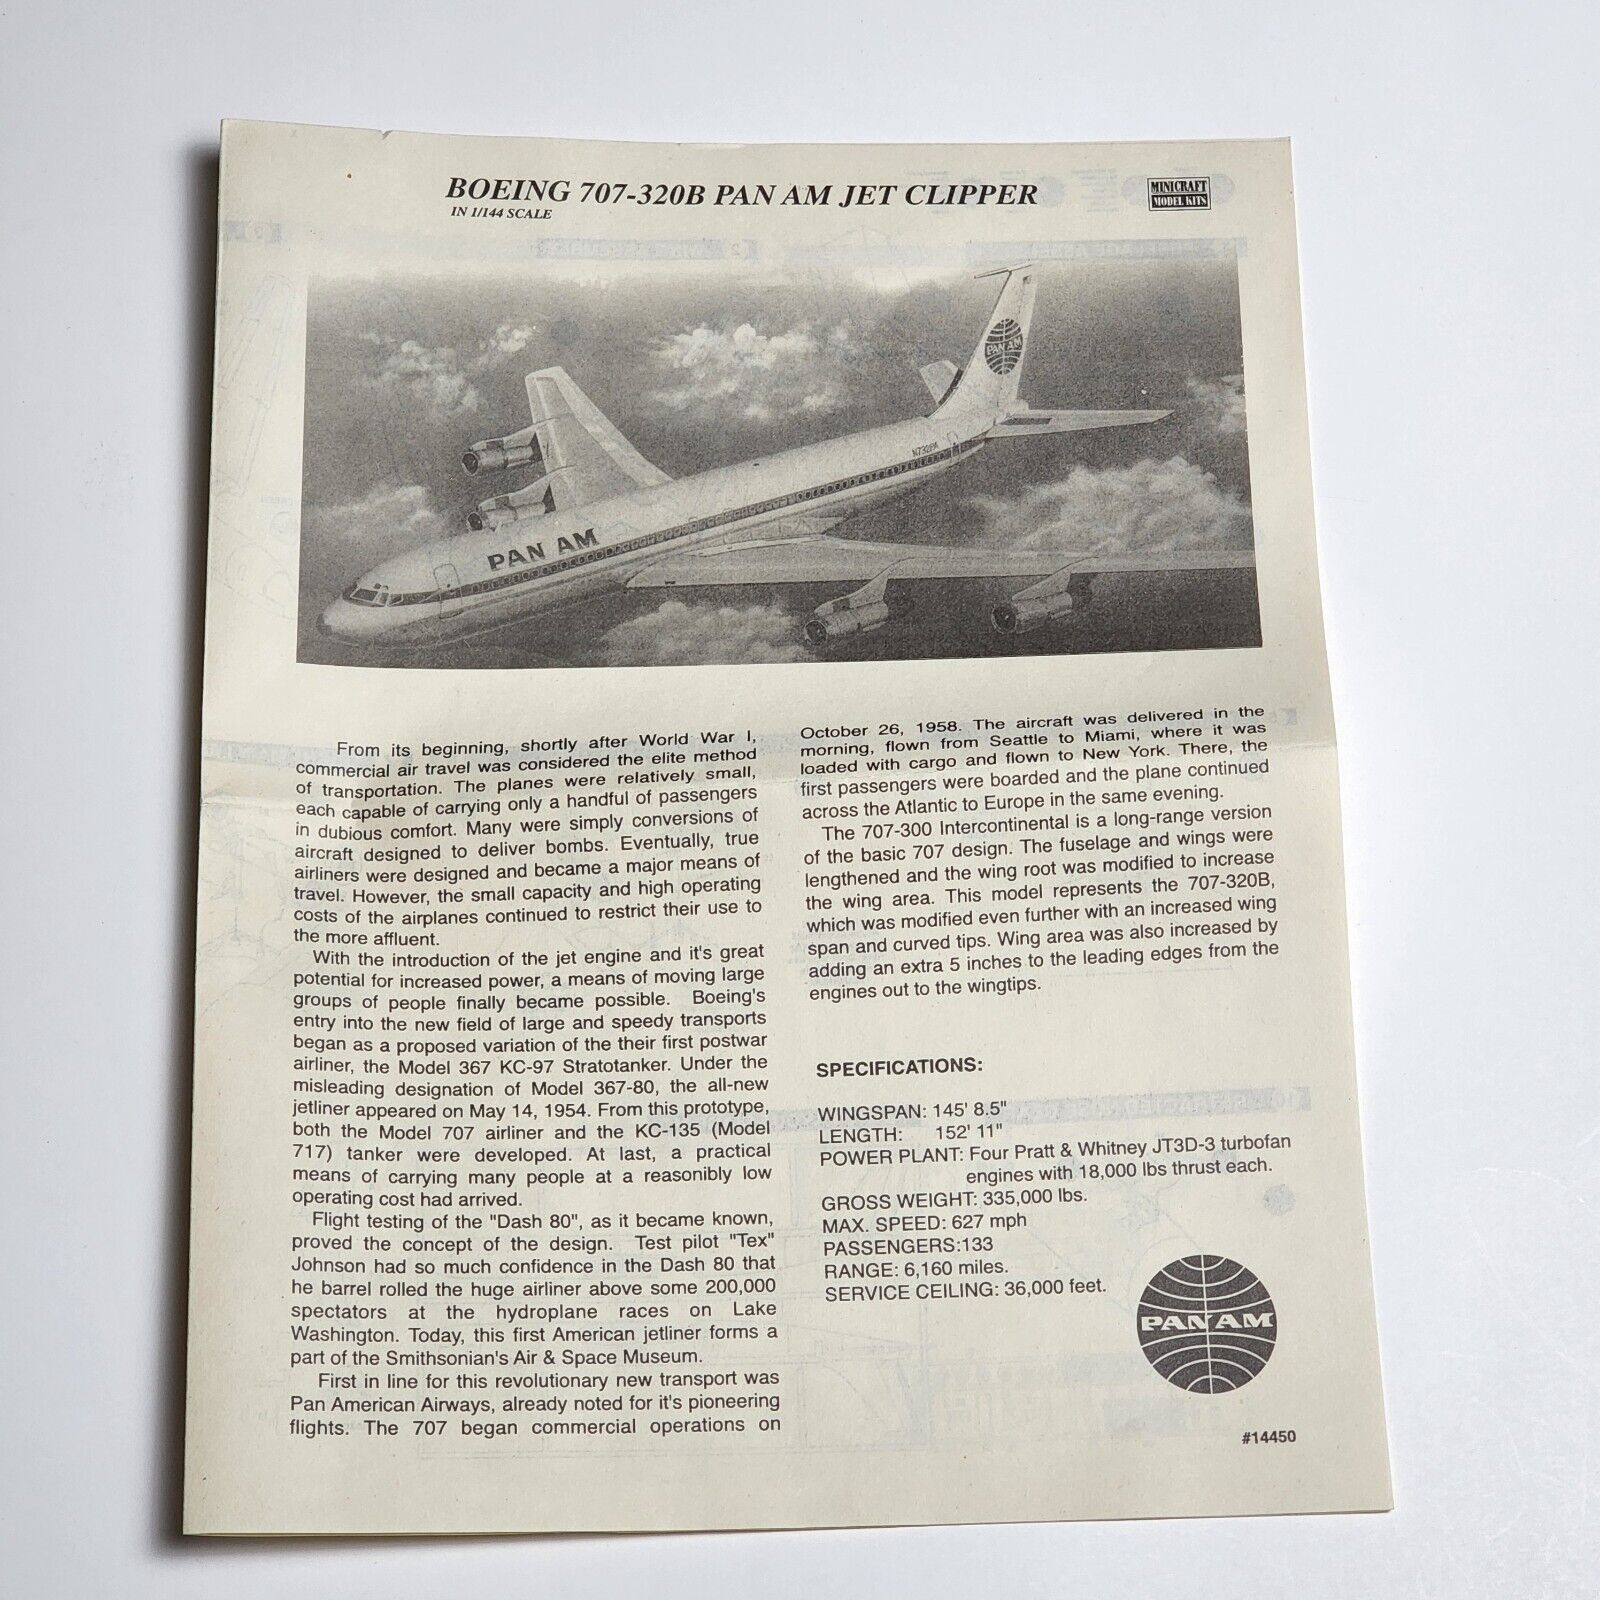 BOEING 707-320B PAN AM JET CLIPPER
IN 1/144 SCALE
MINICRAFT
MODEL KITS
PAN AM
N732PA
PAN AM
From its beginning, shortly after World War I,
commercial air travel was considered the elite method
of transportation. The planes were relatively small,
each capable of carrying only a handful of passengers
in dubious comfort. Many were simply conversions of
aircraft designed to deliver bombs. Eventually, true
airliners were designed and became a major means of
travel. However, the small capacity and high operating
costs of the airplanes continued to restrict their use to
the more affluent.
With the introduction of the jet engine and it's great
potential for increased power, a means of moving large
groups of people finally became possible. Boeing's
entry into the new field of large and speedy transports
began as a proposed variation of the their first postwar
airliner, the Model 367 KC-97 Stratotanker. Under the
misleading designation of Model 367-80, the all-new
jetliner appeared on May 14, 1954. From this prototype,
both the Model 707 airliner and the KC-135 (Model
717) tanker were developed. At last, a practical
means of carrying many people at a reasonibly low
operating cost had arrived.
Flight testing of the "Dash 80", as it became known,
proved the concept of the design. Test pilot "Tex"
Johnson had so much confidence in the Dash 80 that
he barrel rolled the huge airliner above some 200,000
spectators at the hydroplane races on Lake
Washington. Today, this first American jetliner forms a
part of the Smithsonian's Air & Space Museum.
First in line for this revolutionary new transport was
Pan American Airways, already noted for it's pioneering
flights. The 707 began commercial operations on
October 26, 1958. The aircraft was delivered in the
morning, flown from Seattle to Miami, where it was
loaded with cargo and flown to New York. There, the
first passengers were boarded and the plane continued
across the Atlantic to Europe in the same evening.
The 707-300 Intercontinental is a long-range version
of the basic 707 design. The fuselage and wings were
lengthened and the wing root was modified to increase
the wing area. This model represents the 707-320B,
which was modified even further with an increased wing
span and curved tips. Wing area was also increased by
adding an extra 5 inches to the leading edges from the
engines out to the wingtips.
SPECIFICATIONS:
WINGSPAN: 145' 8.5"
LENGTH: 152' 11"
POWER PLANT: Four Pratt & Whitney JT3D-3 turbofan
engines with 18,000 lbs thrust each.
GROSS WEIGHT: 335,000 lbs.
MAX. SPEED: 627 mph
PASSENGERS:133
RANGE: 6,160 miles.
SERVICE CEILING: 36,000 feet.
PAN AM
#14450